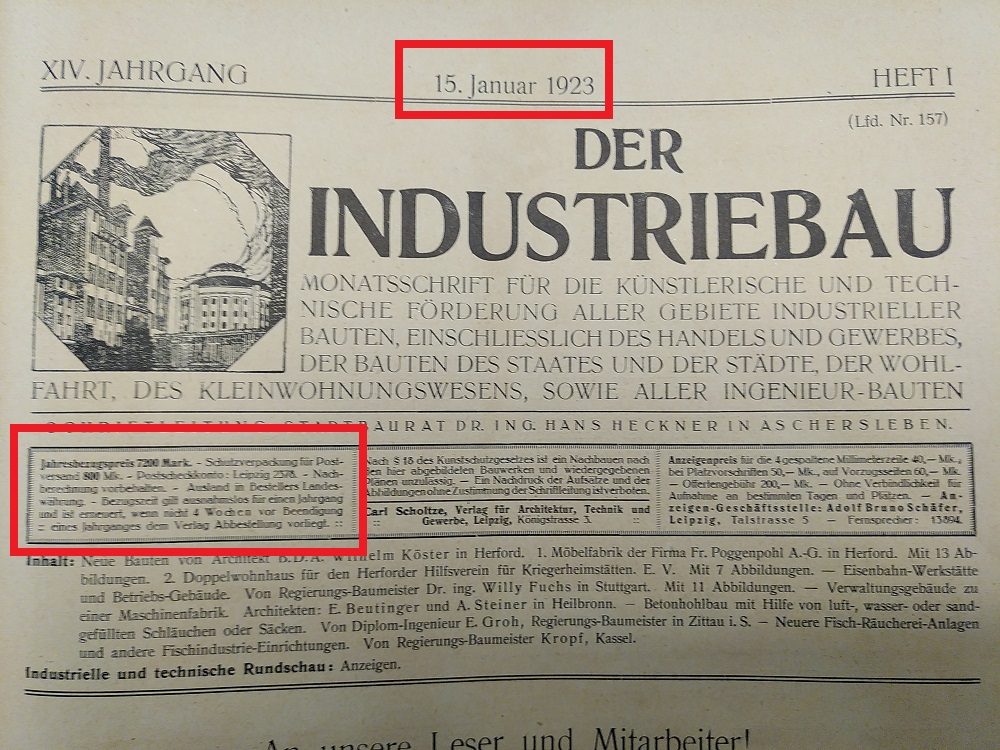 XIV. JAHRGANG
15. Januar 1923
HEFT I
(Lfd. Nr. 157)
DER
INDUSTRIEBAU
MONATSSCHRIFT FÜR DIE KÜNSTLERISCHE UND TECH-
NISCHE FÖRDERUNG ALLER GEBIETE INDUSTRIELLER
BAUTEN, EINSCHLIESSLICH DES HANDELS UND GEWERBES,
DER BAUTEN DES STAATES UND DER STÄDTE, DER WOHL-
FAHRT, DES KLEINWOHNUNGSWESENS, SOWIE ALLER INGENIEUR-BAUTEN
SCHRIFTLEITUNG STADTBAURAT DR. ING. HANS HECKNER IN ASCHERSLEBEN.
Jahresbezugspreis 7200 Mark. - Schutzverpackung für Post-
versand 800 Mk. - Postscheckkonto: Leipzig 2378. - Nach-
berechnung vorbehalten. - Ausland in Bestellers Landes-
währung. - Bezugszeit gilt ausnahmslos für einen Jahrgang
und ist erneuert, wenn nicht 4 Wochen vor Beendigung
:: eines Jahrganges dem Verlag Abbestellung vorliegt. ::
Nach § 18 des Kunstschutzgesetzes ist ein Nachbauen nach
den hier abgebildeten Bauwerken und wiedergegebenen
Plänen unzulässig. - Ein Nachdruck der Aufsätze und der
Abbildungen ohne Zustimmung der Schriftleitung ist verboten.
Carl Scholtze, Verlag für Architektur, Technik und
:: Gewerbe, Leipzig, Königstrasse 3. ::
Anzeigenpreis für die 4 gespaltene Millimeterzeile 40,— Mk.,
bei Platzvorschriften 50,— Mk., auf Vorzugsseiten 60,— Mk.
- Offertengebühr 200,— Mk. - Ohne Verbindlichkeit für
Aufnahme an bestimmten Tagen und Plätzen. - An-
zeigen-Geschäftsstelle: Adolf Bruno Schäfer,
Leipzig, Talstrasse 5 - Fernsprecher: 13894.
Inhalt: Neue Bauten von Architekt B.D.A. Wilhelm Köster in Herford. 1. Möbelfabrik der Firma Fr. Poggenpohl A.-G. in Herford. Mit 13 Ab-
bildungen. 2. Doppelwohnhaus für den Herforder Hilfsverein für Kriegerheimstätten. E. V. Mit 7 Abbildungen. — Eisenbahn-Werkstätte
und Betriebs-Gebäude. Von Regierungs-Baumeister Dr. ing. Willy Fuchs in Stuttgart. Mit 11 Abbildungen. — Verwaltungsgebäude zu
einer Maschinenfabrik. Architekten: E. Beutinger und A. Steiner in Heilbronn. — Betonhohlbau mit Hilfe von luft-, wasser- oder sand-
gefüllten Schläuchen oder Säcken. Von Diplom-Ingenieur E. Groh, Regierungs-Baumeister in Zittau i. S. — Neuere Fisch-Räucherei-Anlagen
und andere Fischindustrie-Einrichtungen. Von Regierungs-Baumeister Kropf, Kassel.
Industrielle und technische Rundschau: Anzeigen.
An unsere Leser und Mitarbeiter!